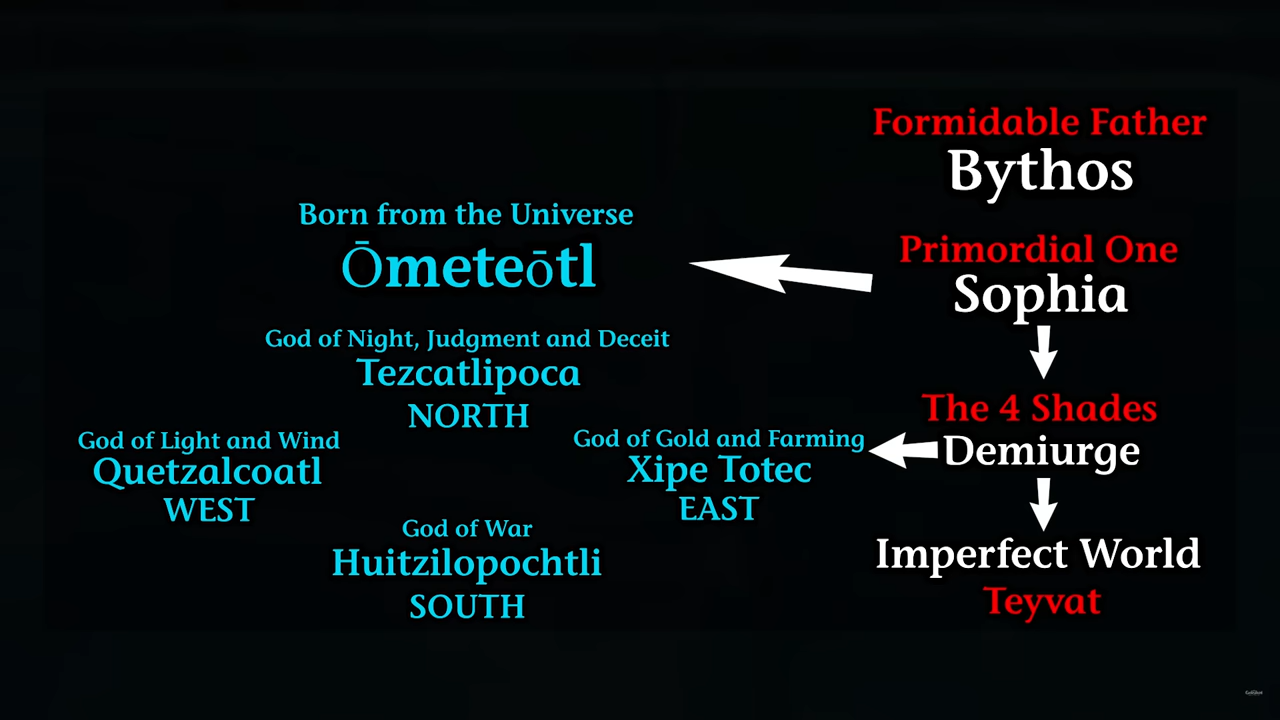 Formidable Father
Bythos
Born from the Universe
Ōmeteōtl
Primordial One
Sophia
God of Night, Judgment and Deceit
Tezcatlipoca
NORTH
God of Light and Wind
Quetzalcoatl
WEST
God of Gold and Farming
Xipe Totec
EAST
God of War
Huitzilopochtli
SOUTH
The 4 Shades
Demiurge
Imperfect World
Teyvat